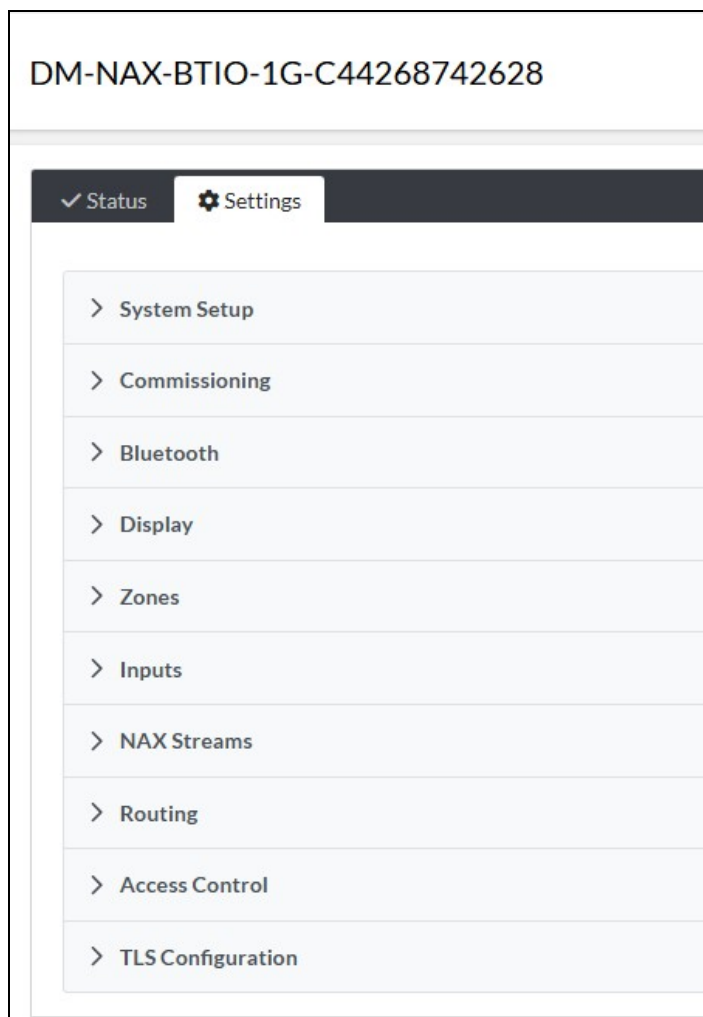 DM-NAX-BTIO-1G-C44268742628
Status Settings
System Setup
Commissioning
Bluetooth
Display
Zones
Inputs
NAX Streams
Routing
Access Control
TLS Configuration